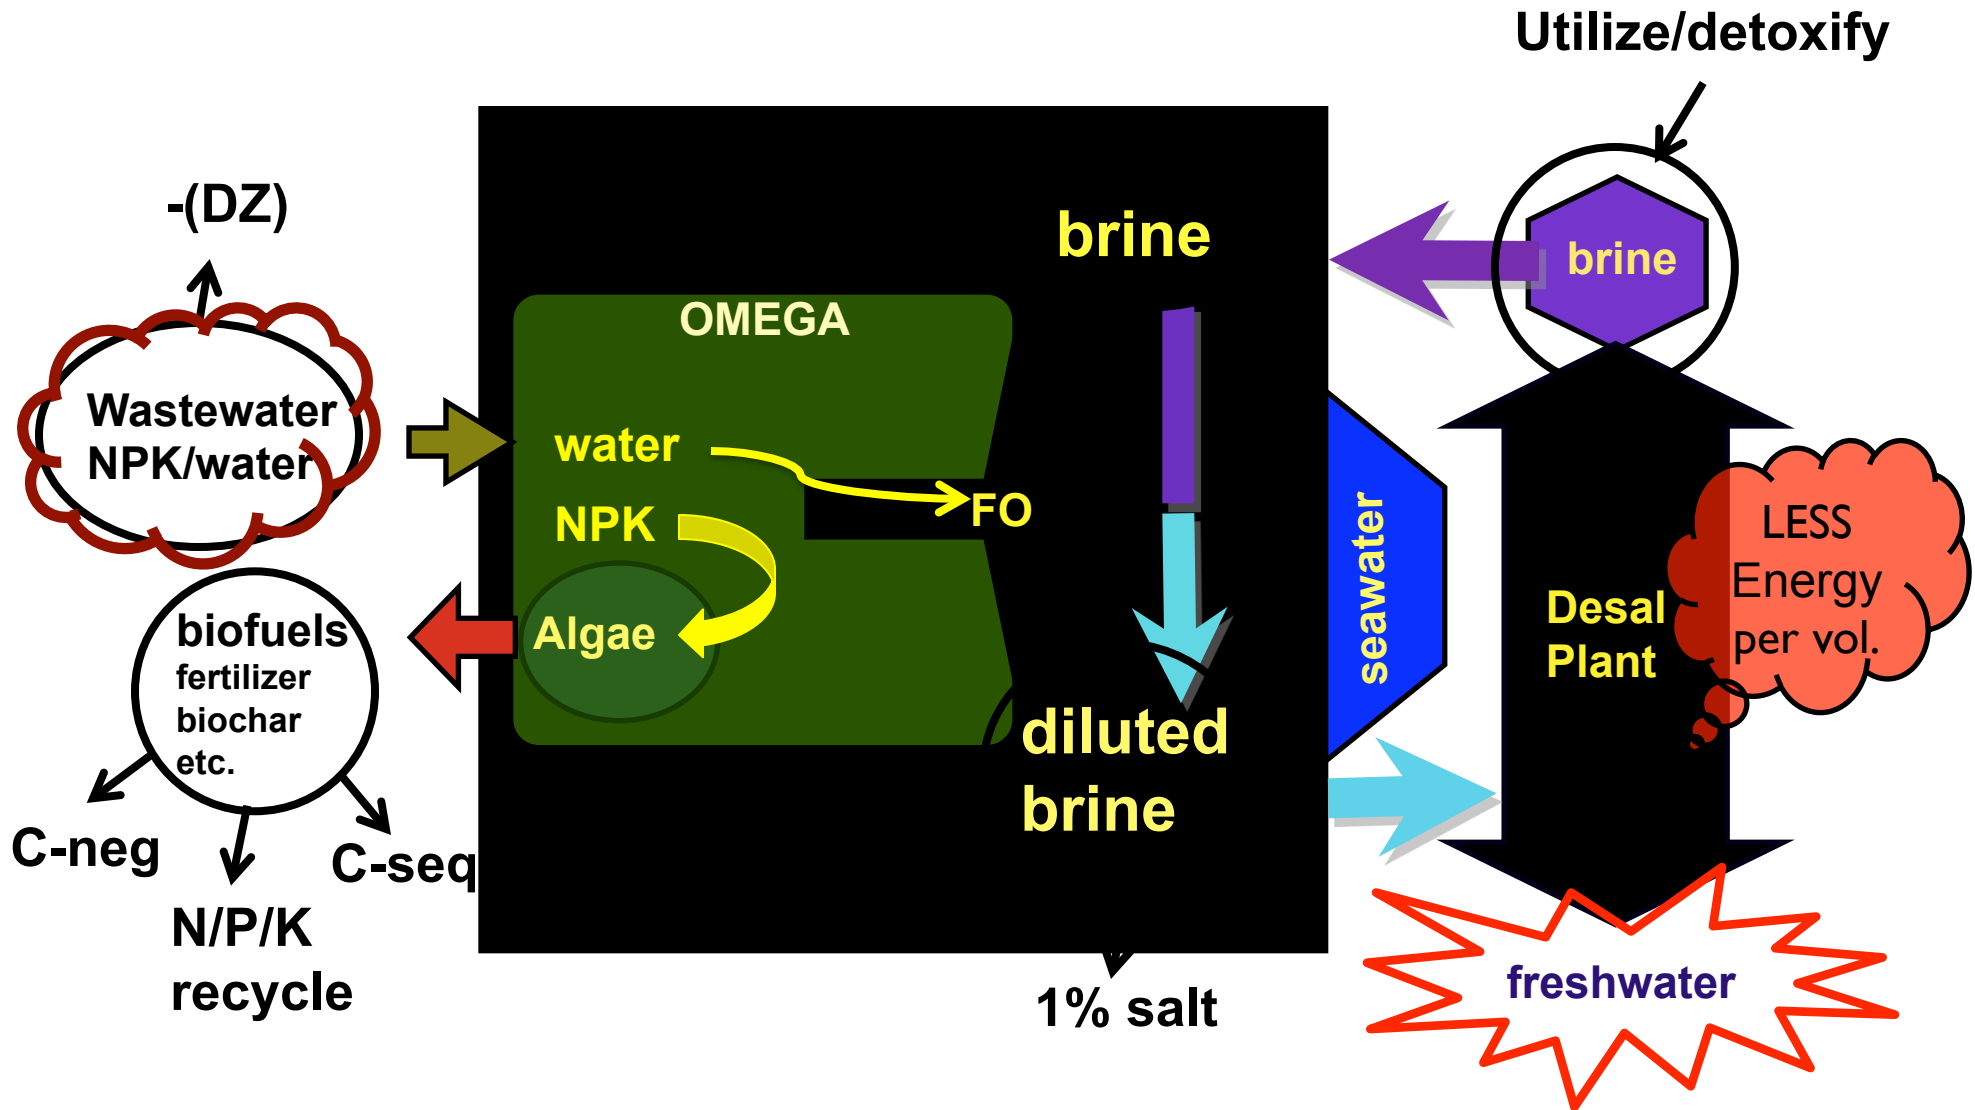 Utilize/detoxify
-(DZ)
brine
brine
OMEGA
Wastewater
NPK/water
water
NPK
FO
Algae
seawater
LESS
Energy
per vol.
Desal
Plant
biofuels
fertilizer
biochar
etc.
diluted
brine
C-neg
C-seq
N/P/K
recycle
1% salt
freshwater